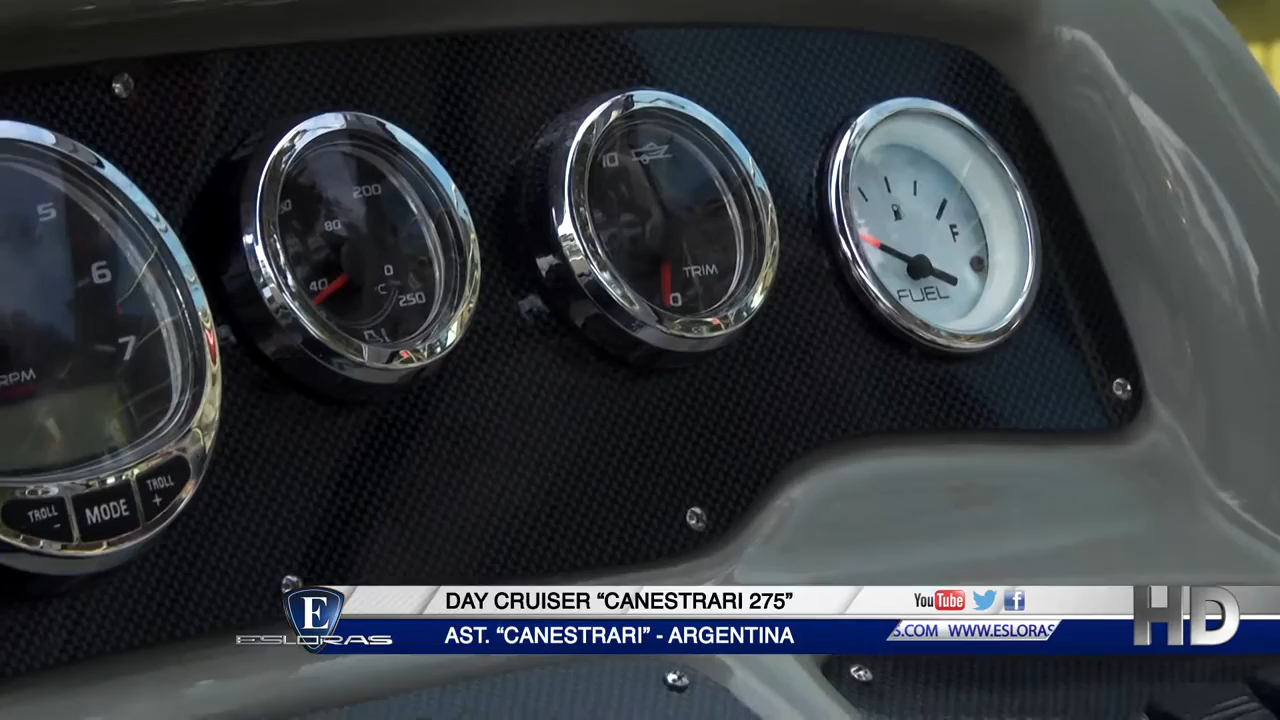 5
6
7
RPM
TROLL
-
MODE
TROLL
+
200
80
40
0
°C
250
10
TRIM
0
F
FUEL
E
ESLORAS
DAY CRUISER “CANESTRARI 275”
AST. “CANESTRARI” - ARGENTINA
YouTube
S.COM WWW.ESLORAS
HD